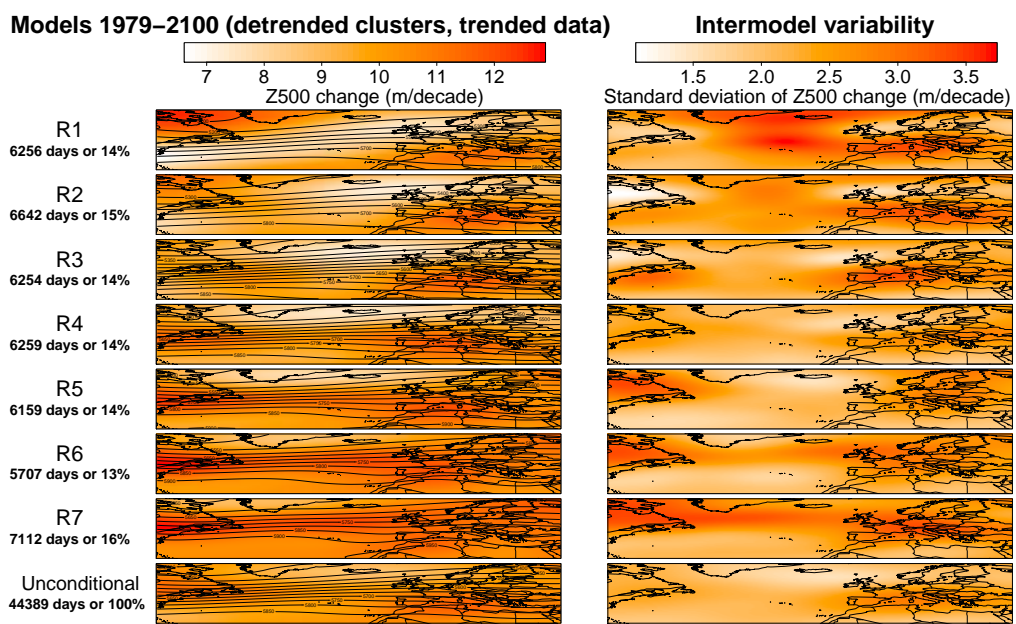 Models 1979–2100 (detrended clusters, trended data)
Intermodel variability
7 8 9 10 11 12
1.5 2.0 2.5 3.0 3.5
Z500 change (m/decade)
Standard deviation of Z500 change (m/decade)
R1
6256 days or 14%
R2
6642 days or 15%
R3
6254 days or 14%
R4
6259 days or 14%
R5
6159 days or 14%
R6
5707 days or 13%
R7
7112 days or 16%
Unconditional
44389 days or 100%